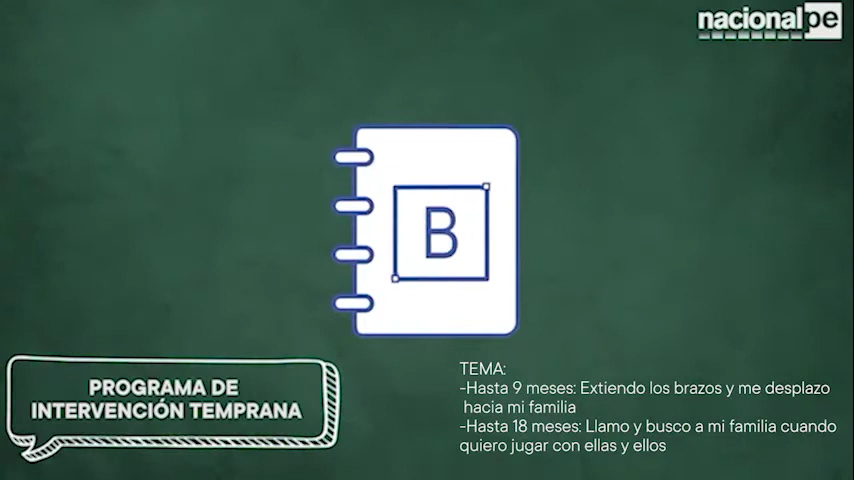 nacionalpe
B
PROGRAMA DE
INTERVENCIÓN TEMPRANA
TEMA:
-Hasta 9 meses: Extiendo los brazos y me desplazo
hacia mi familia
-Hasta 18 meses: Llamo y busco a mi familia cuando
quiero jugar con ellas y ellos